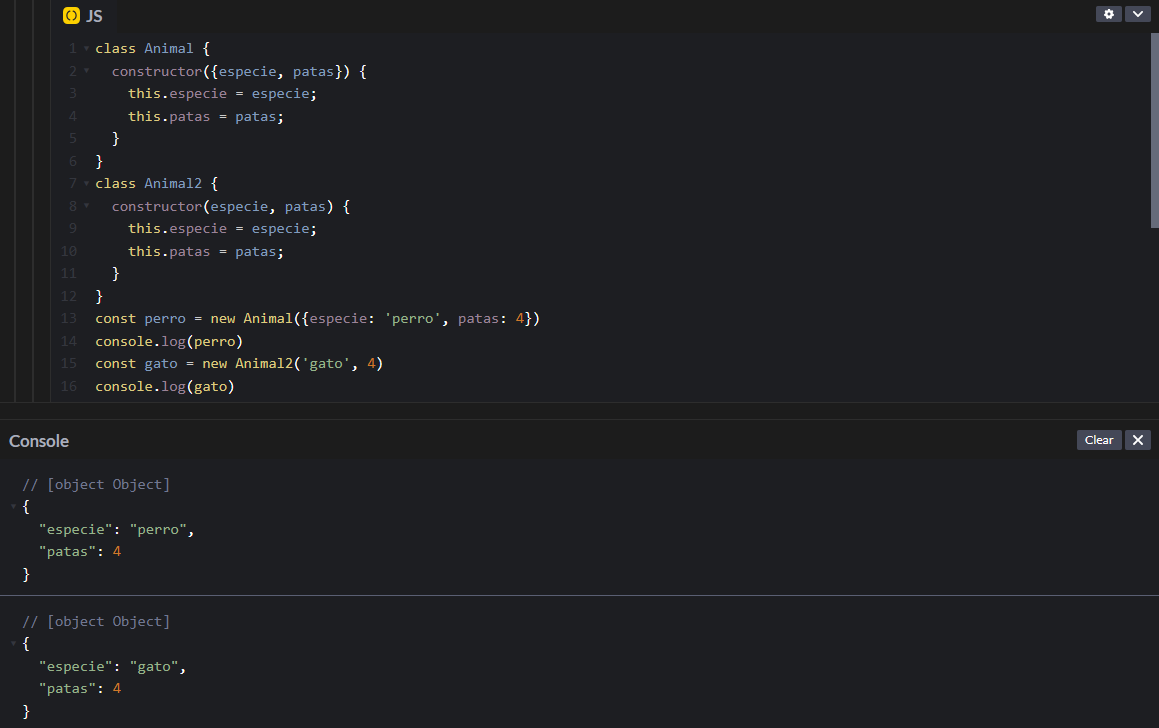 JS
1 class Animal {
2 constructor({especie, patas}) {
3 this.especie = especie;
4 this.patas = patas;
5 }
6 }
7 class Animal2 {
8 constructor(especie, patas) {
9 this.especie = especie;
10 this.patas = patas;
11 }
12 }
13 const perro = new Animal({especie: 'perro', patas: 4})
14 console.log(perro)
15 const gato = new Animal2('gato', 4)
16 console.log(gato)
Console
Clear
// [object Object]
{
"especie": "perro",
"patas": 4
}
// [object Object]
{
"especie": "gato",
"patas": 4
}